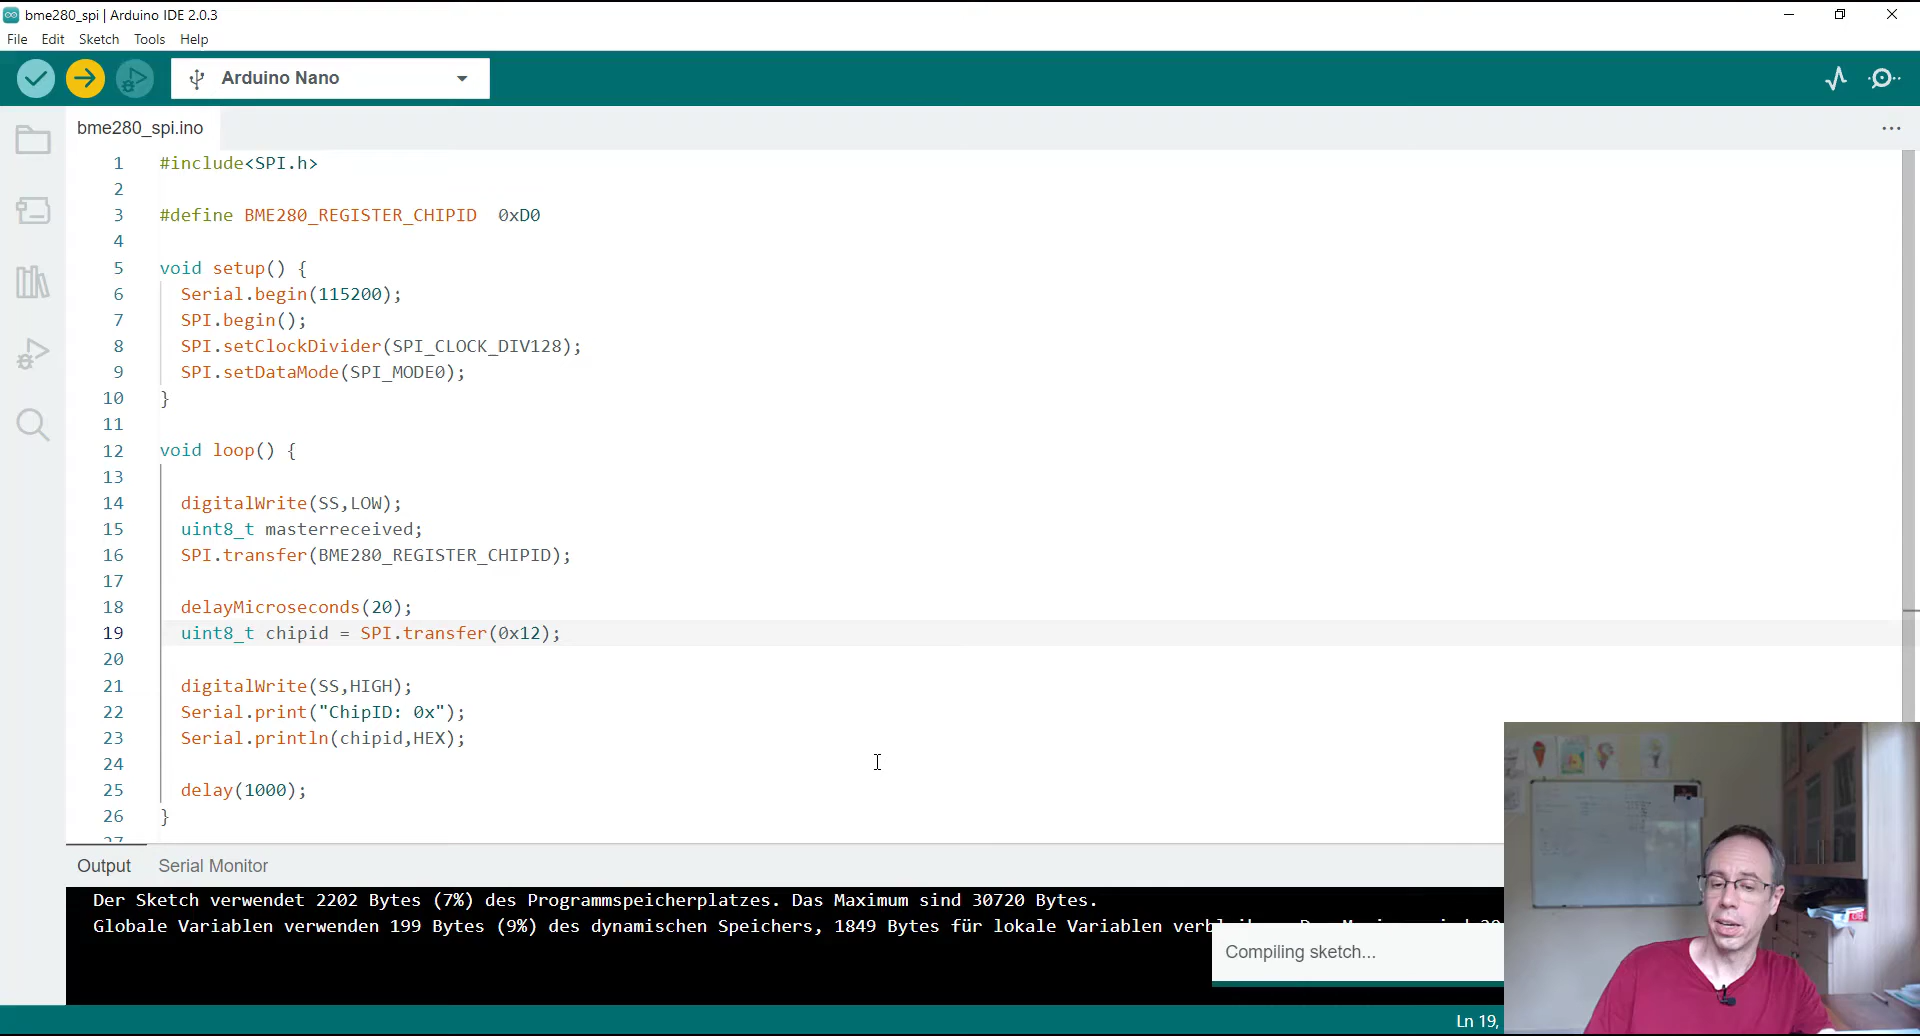 bme280_spi | Arduino IDE 2.0.3
File Edit Sketch Tools Help
Arduino Nano
bme280_spi.ino
1 #include<SPI.h>
2
3 #define BME280_REGISTER_CHIPID  0xD0
4
5 void setup() {
6 Serial.begin(115200);
7 SPI.begin();
8 SPI.setClockDivider(SPI_CLOCK_DIV128);
9 SPI.setDataMode(SPI_MODE0);
10 }
11
12 void loop() {
13
14 digitalWrite(SS,LOW);
15 uint8_t masterreceived;
16 SPI.transfer(BME280_REGISTER_CHIPID);
17
18 delayMicroseconds(20);
19 uint8_t chipid = SPI.transfer(0x12);
20
21 digitalWrite(SS,HIGH);
22 Serial.print("ChipID: 0x");
23 Serial.println(chipid,HEX);
24
25 delay(1000);
26 }
27
Output Serial Monitor
Der Sketch verwendet 2202 Bytes (7%) des Programmspeicherplatzes. Das Maximum sind 30720 Bytes.
Globale Variablen verwenden 199 Bytes (9%) des dynamischen Speichers, 1849 Bytes für lokale Variablen
Compiling sketch...
Ln 19,